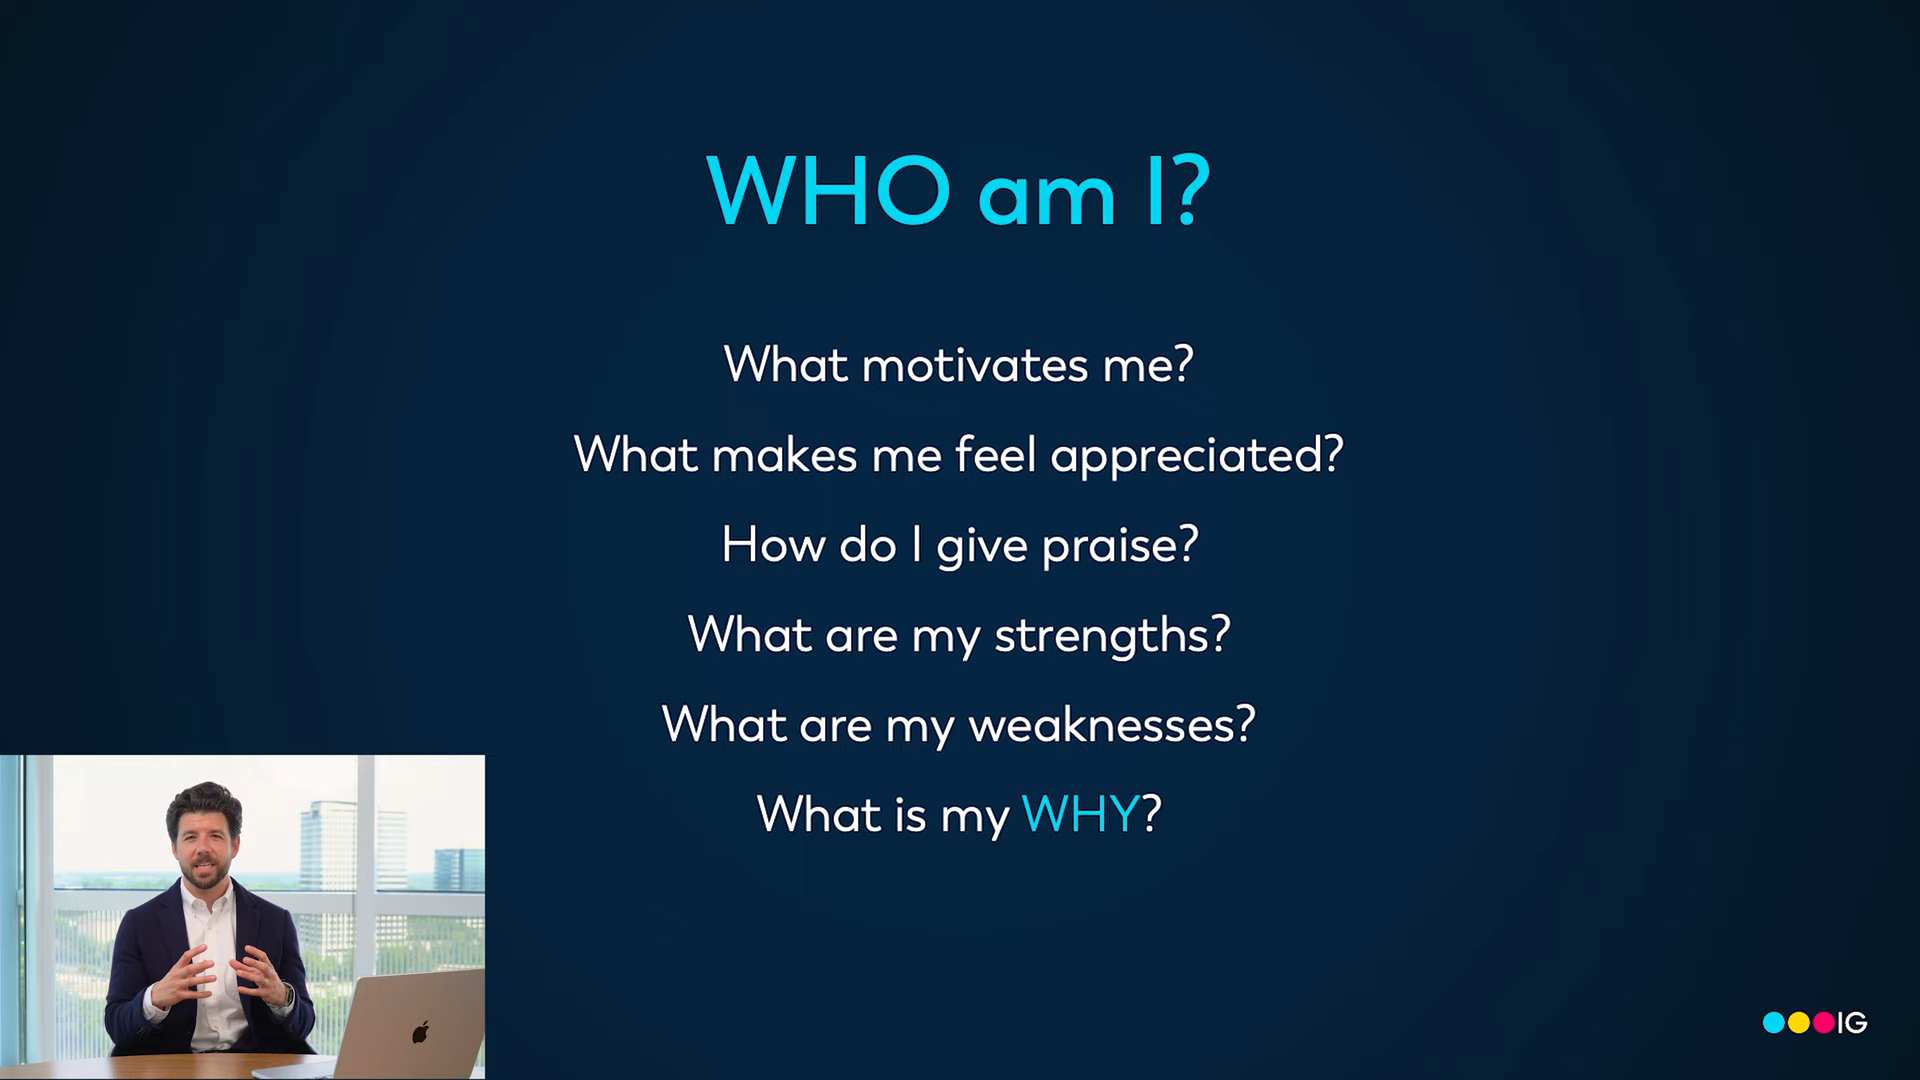 WHO am I?
What motivates me?
What makes me feel appreciated?
How do I give praise?
What are my strengths?
What are my weaknesses?
What is my WHY?
IG